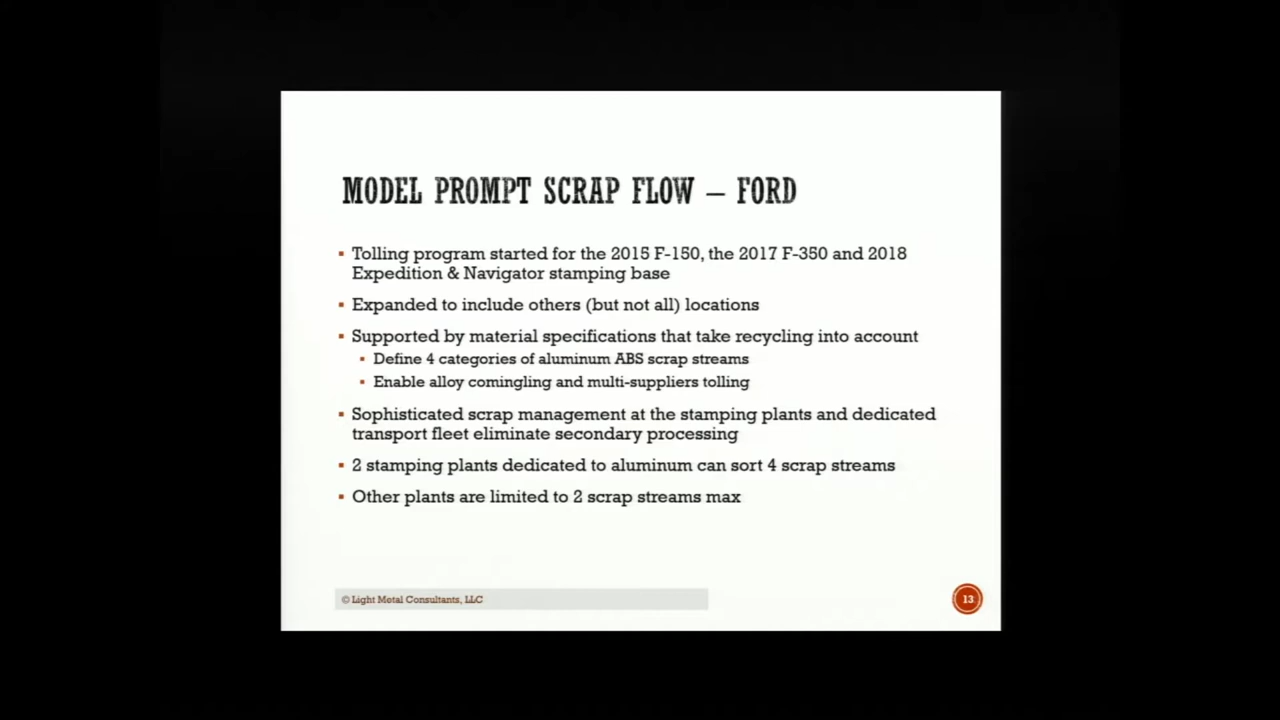 MODEL PROMPT SCRAP FLOW – FORD
▪ Tolling program started for the 2015 F-150, the 2017 F-350 and 2018
Expedition & Navigator stamping base
▪ Expanded to include others (but not all) locations
▪ Supported by material specifications that take recycling into account
▪ Define 4 categories of aluminum ABS scrap streams
▪ Enable alloy comingling and multi-suppliers tolling
▪ Sophisticated scrap management at the stamping plants and dedicated
transport fleet eliminate secondary processing
▪ 2 stamping plants dedicated to aluminum can sort 4 scrap streams
▪ Other plants are limited to 2 scrap streams max
© Light Metal Consultants, LLC
13